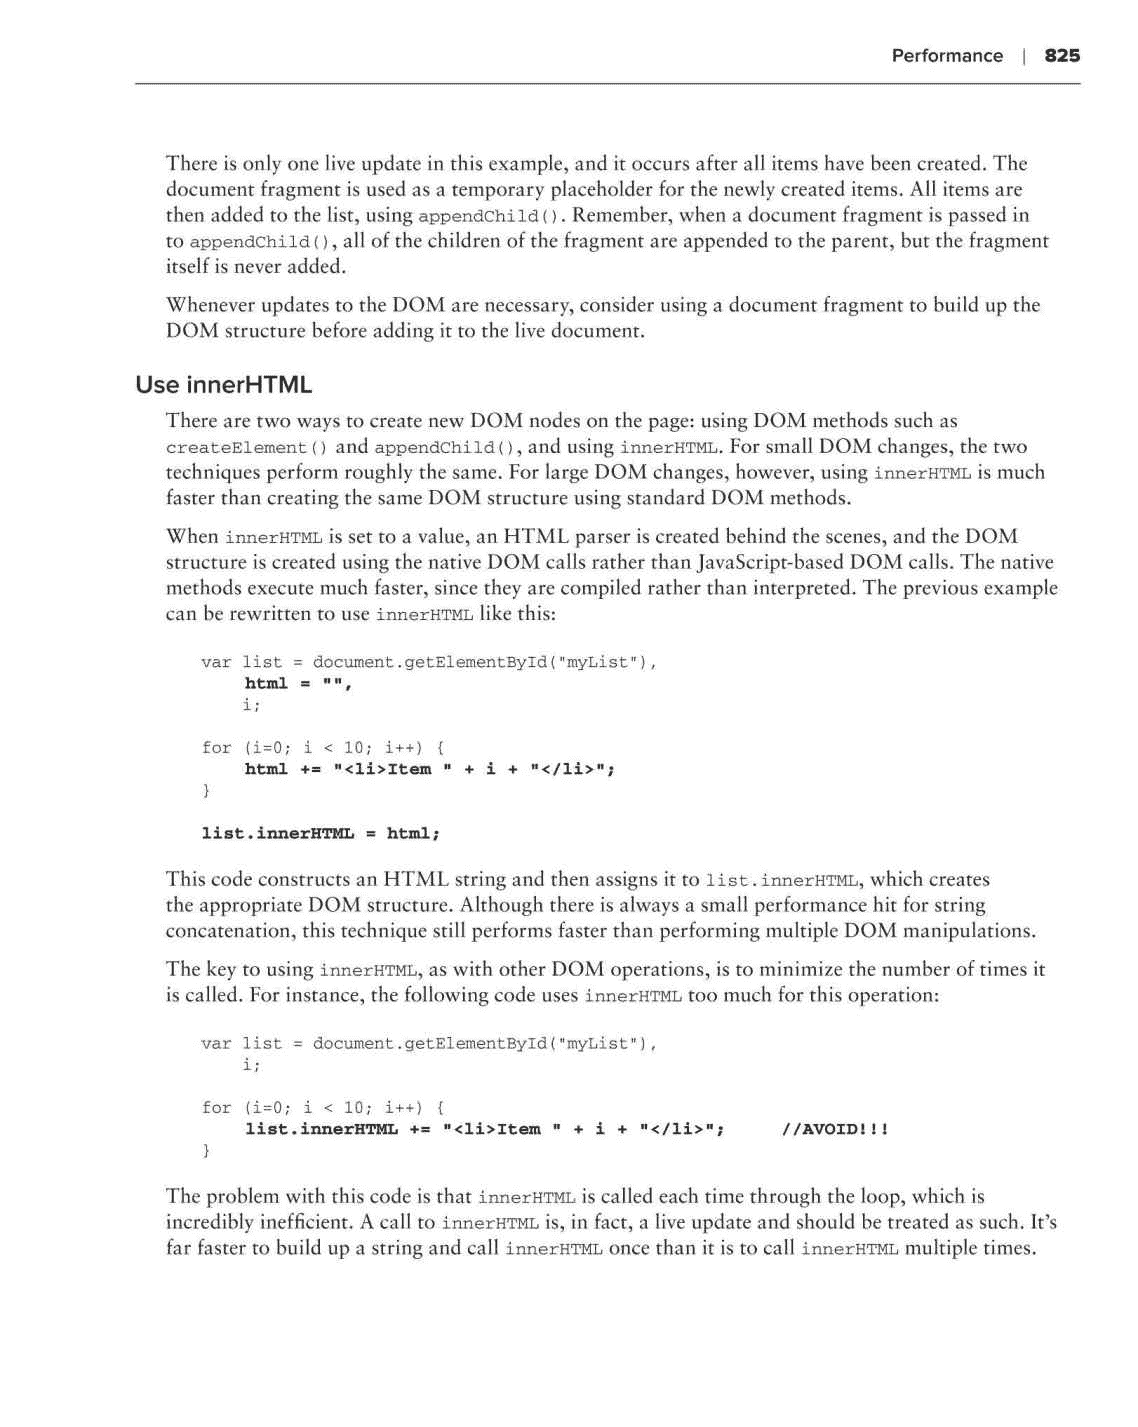 Performance | 825
There is only one live update in this example, and it occurs after all items have been created. The
document fragment is used as a temporary placeholder for the newly created items. All items are
then added to the list, using appendChild(). Remember, when a document fragment is passed in
to appendChild(), all of the children of the fragment are appended to the parent, but the fragment
itself is never added.
Whenever updates to the DOM are necessary, consider using a document fragment to build up the
DOM structure before adding it to the live document.
Use innerHTML
There are two ways to create new DOM nodes on the page: using DOM methods such as
createElement() and appendChild(), and using innerHTML. For small DOM changes, the two
techniques perform roughly the same. For large DOM changes, however, using innerHTML is much
faster than creating the same DOM structure using standard DOM methods.
When innerHTML is set to a value, an HTML parser is created behind the scenes, and the DOM
structure is created using the native DOM calls rather than JavaScript-based DOM calls. The native
methods execute much faster, since they are compiled rather than interpreted. The previous example
can be rewritten to use innerHTML like this:
var list = document.getElementById("myList"),
    html = "",
    i;
for (i=0; i < 10; i++) {
    html += "<li>Item " + i + "</li>";
}
list.innerHTML = html;
This code constructs an HTML string and then assigns it to list.innerHTML, which creates
the appropriate DOM structure. Although there is always a small performance hit for string
concatenation, this technique still performs faster than performing multiple DOM manipulations.
The key to using innerHTML, as with other DOM operations, is to minimize the number of times it
is called. For instance, the following code uses innerHTML too much for this operation:
var list = document.getElementById("myList"),
    i;
for (i=0; i < 10; i++) {
    list.innerHTML += "<li>Item " + i + "</li>";      //AVOID!!!
}
The problem with this code is that innerHTML is called each time through the loop, which is
incredibly inefficient. A call to innerHTML is, in fact, a live update and should be treated as such. It's
far faster to build up a string and call innerHTML once than it is to call innerHTML multiple times.